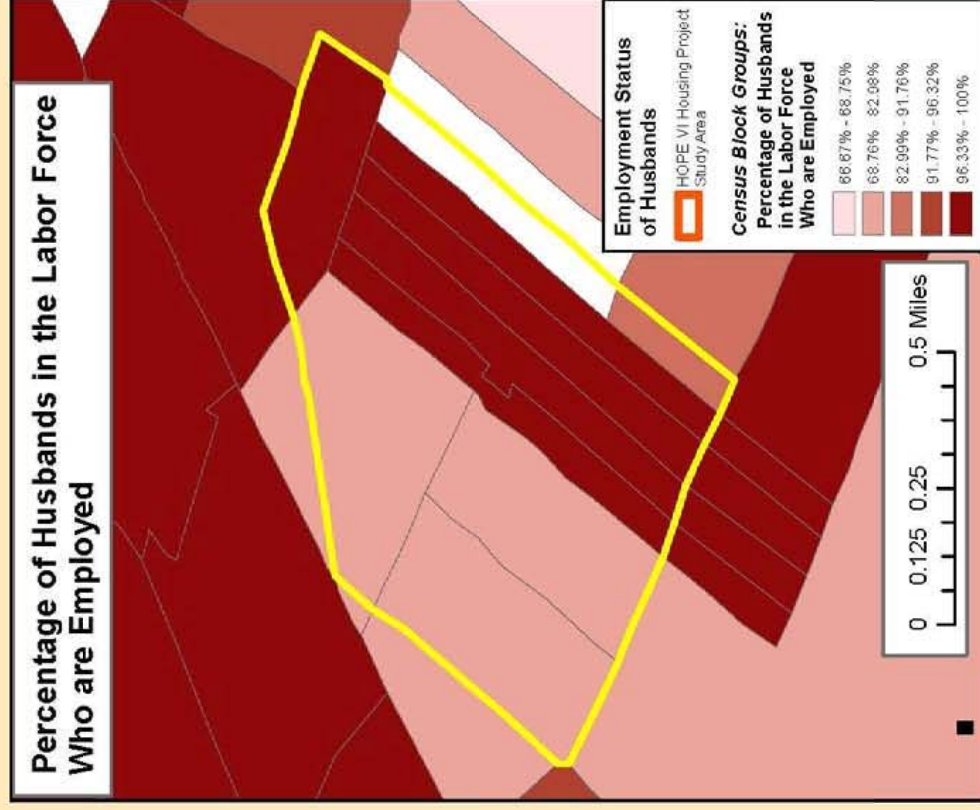 Percentage of Husbands in the Labor Force
Who are Employed
Employment Status
of Husbands
HOPE VI Housing Project
Study Area
Census Block Groups:
Percentage of Husbands
in the Labor Force
Who are Employed
66.67% - 68.75%
68.76% - 82.98%
82.99% - 91.76%
91.77% - 96.32%
96.33% - 100%
0 0.125 0.25 0.5 Miles